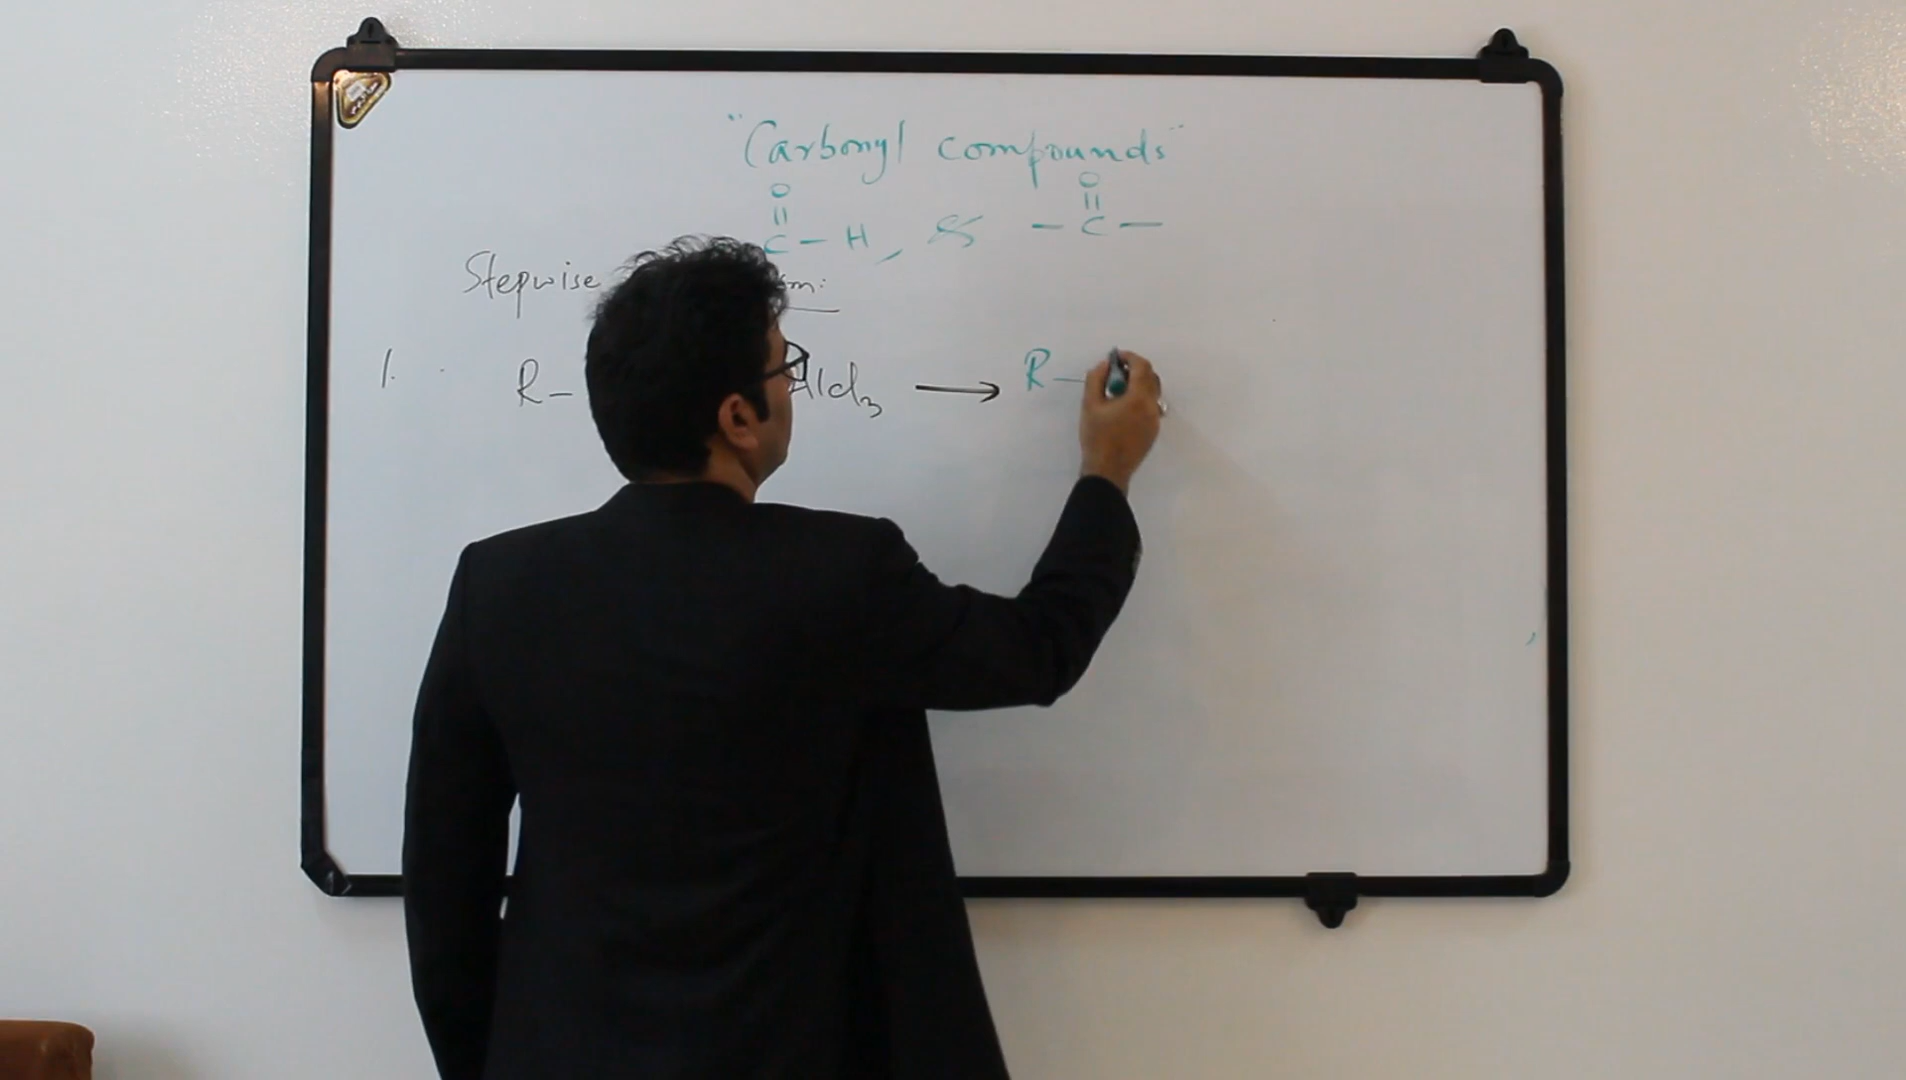 "Carbonyl compounds"
O O
|| ||
C - H, & - C -
Stepwise
1. R - AlCl3 ⟶ R -